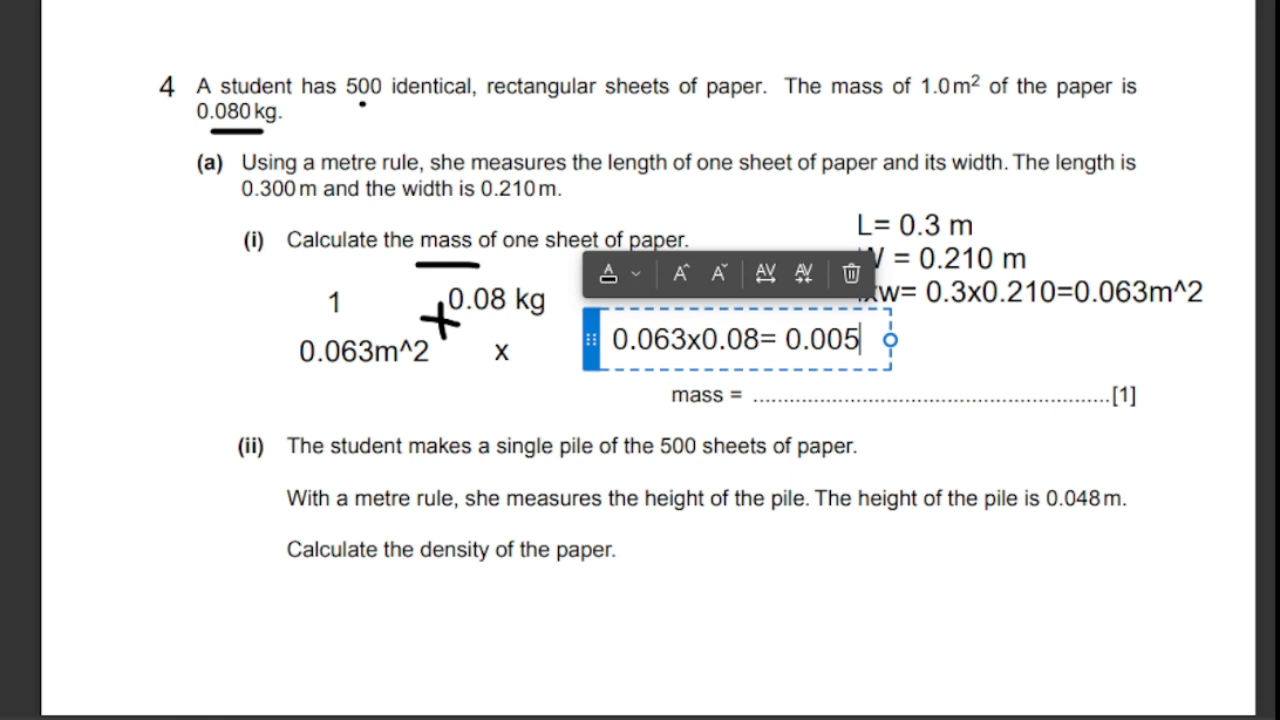 4 A student has 500 identical, rectangular sheets of paper. The mass of 1.0 m² of the paper is
0.080 kg.
(a) Using a metre rule, she measures the length of one sheet of paper and its width. The length is
0.300 m and the width is 0.210 m.
L= 0.3 m
(i) Calculate the mass of one sheet of paper.
= 0.210 m
w= 0.3x0.210=0.063m^2
1 0.08 kg
0.063x0.08= 0.005
0.063m^2 x
mass = ............................................................[1]
(ii) The student makes a single pile of the 500 sheets of paper.
With a metre rule, she measures the height of the pile. The height of the pile is 0.048 m.
Calculate the density of the paper.